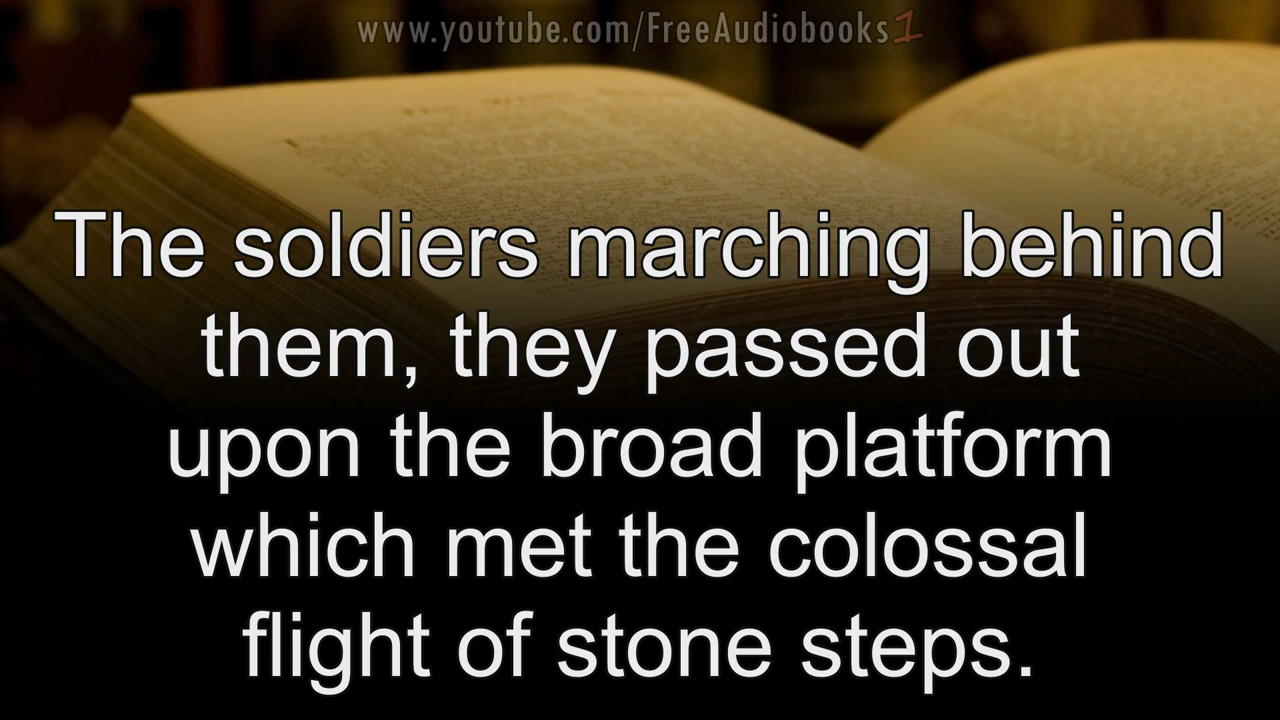 www.youtube.com/FreeAudiobooks1
The soldiers marching behind
them, they passed out
upon the broad platform
which met the colossal
flight of stone steps.